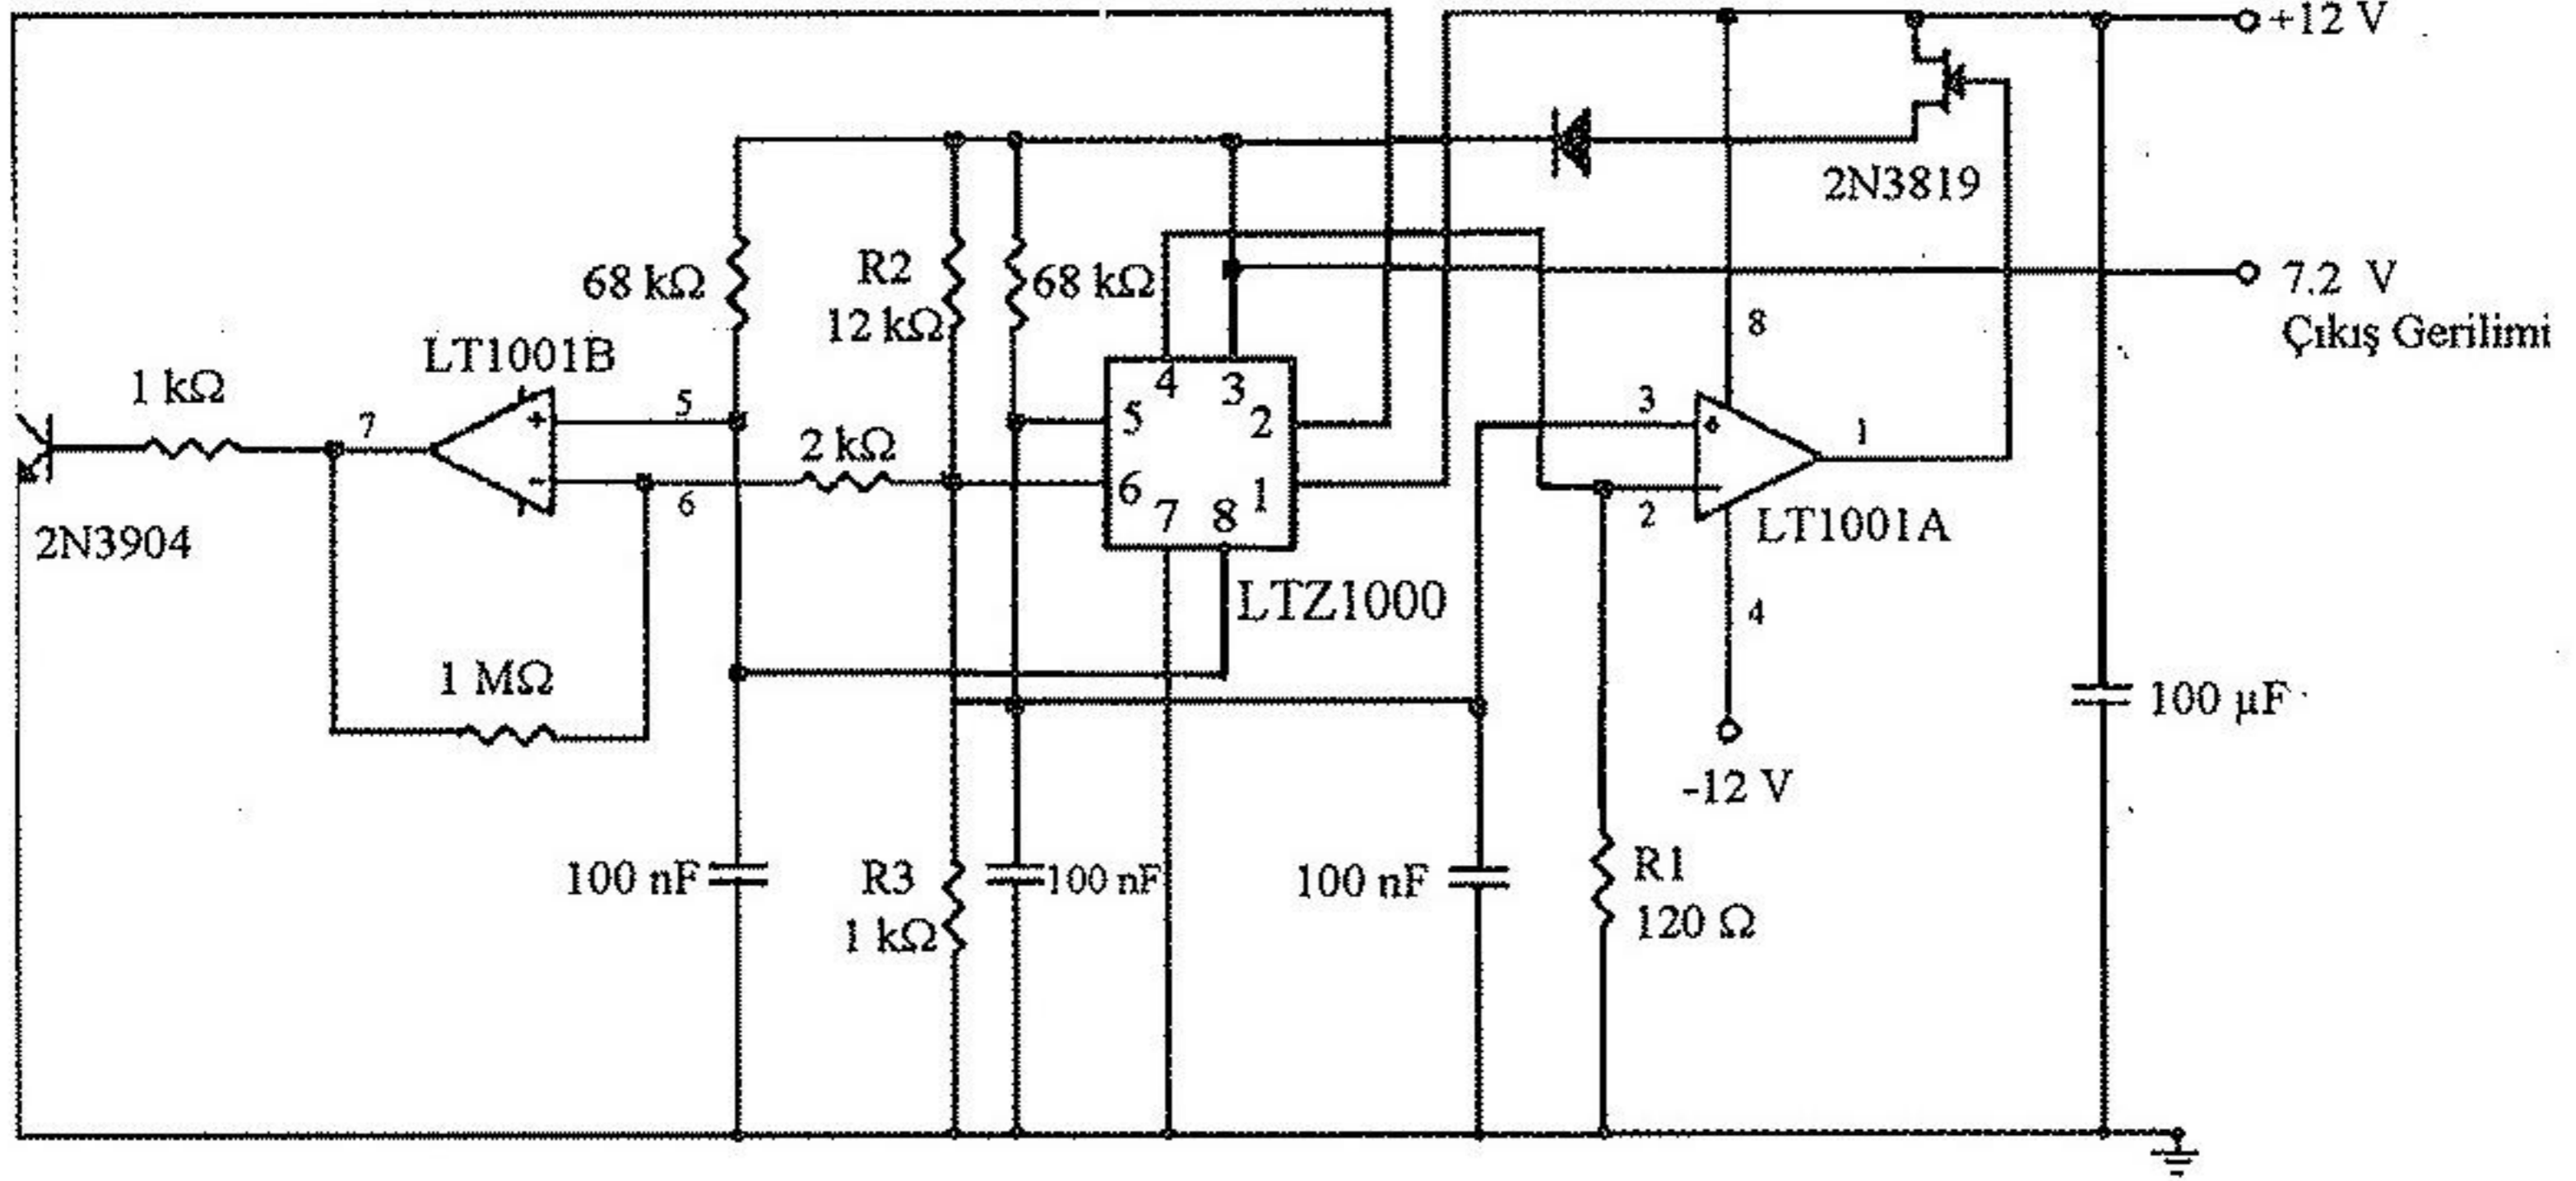 +12 V
2N3819
68 kΩ
R2
12 kΩ
68 kΩ
7.2 V
Çıkış Gerilimi
8
LT1001B
1 kΩ
7
+
5
-
6
2 kΩ
4
3
5
2
6
1
7
8
3
1
2
LT1001A
2N3904
LTZ1000
4
1 MΩ
100 µF
-12 V
100 nF
R3
1 kΩ
100 nF
100 nF
R1
120 Ω